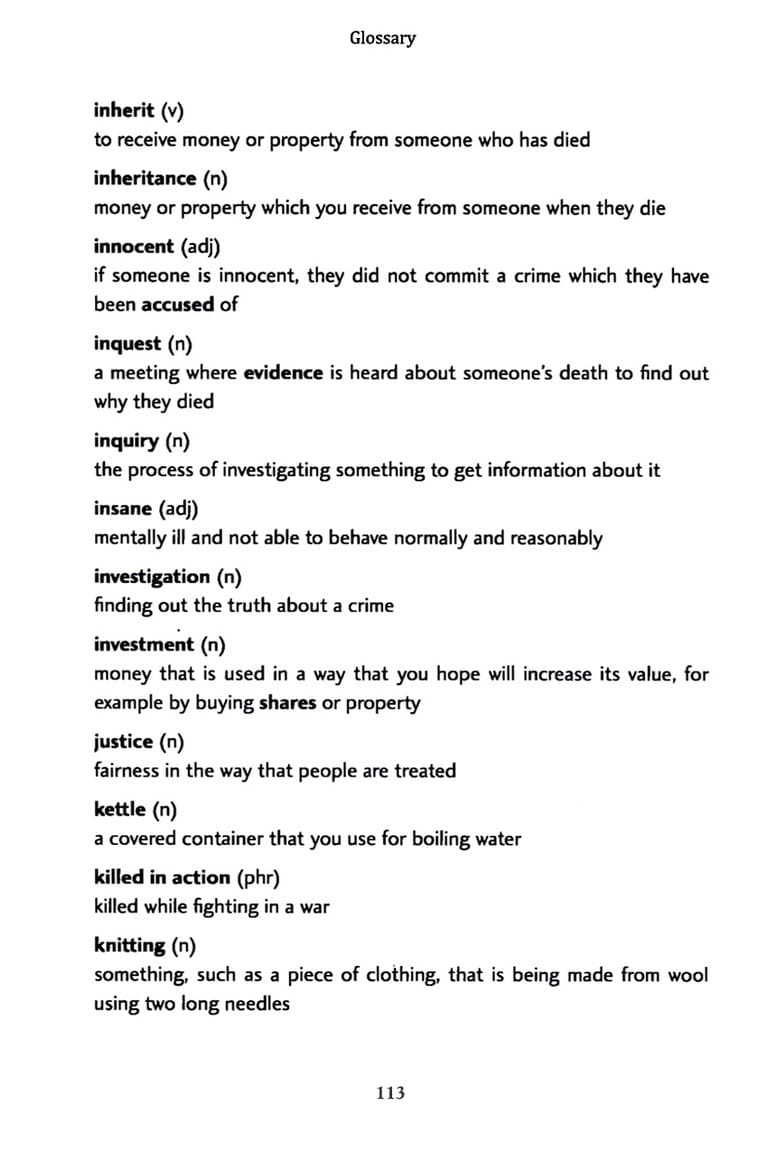 Glossary
inherit (v)
to receive money or property from someone who has died
inheritance (n)
money or property which you receive from someone when they die
innocent (adj)
if someone is innocent, they did not commit a crime which they have
been accused of
inquest (n)
a meeting where evidence is heard about someone's death to find out
why they died
inquiry (n)
the process of investigating something to get information about it
insane (adj)
mentally ill and not able to behave normally and reasonably
investigation (n)
finding out the truth about a crime
investment (n)
money that is used in a way that you hope will increase its value, for
example by buying shares or property
justice (n)
fairness in the way that people are treated
kettle (n)
a covered container that you use for boiling water
killed in action (phr)
killed while fighting in a war
knitting (n)
something, such as a piece of clothing, that is being made from wool
using two long needles
113